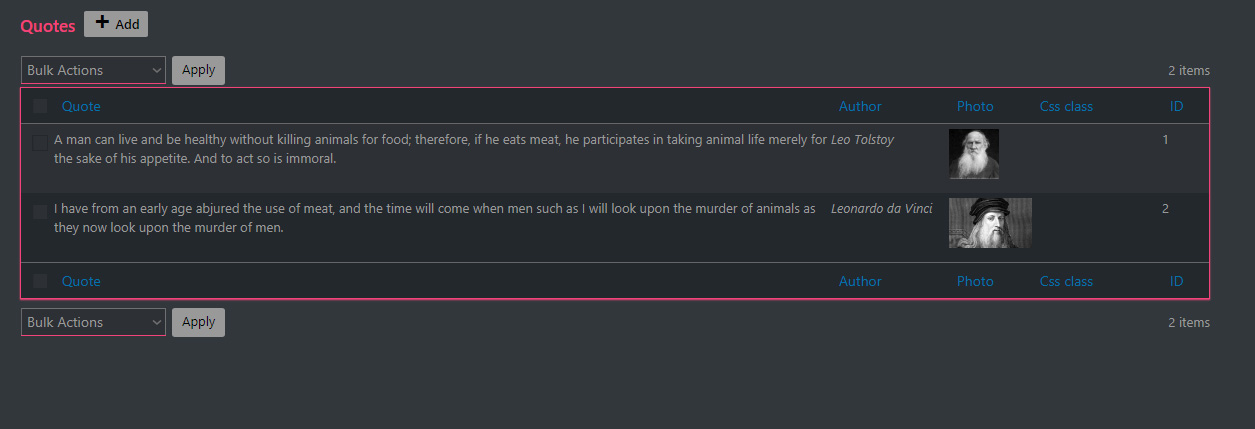 Quotes + Add
Bulk Actions Apply 2 items
Quote Author Photo Css class ID
A man can live and be healthy without killing animals for food; therefore, if he eats meat, he participates in taking animal life merely for Leo Tolstoy 1
the sake of his appetite. And to act so is immoral.
I have from an early age abjured the use of meat, and the time will come when men such as I will look upon the murder of animals as Leonardo da Vinci 2
they now look upon the murder of men.
Quote Author Photo Css class ID
Bulk Actions Apply 2 items